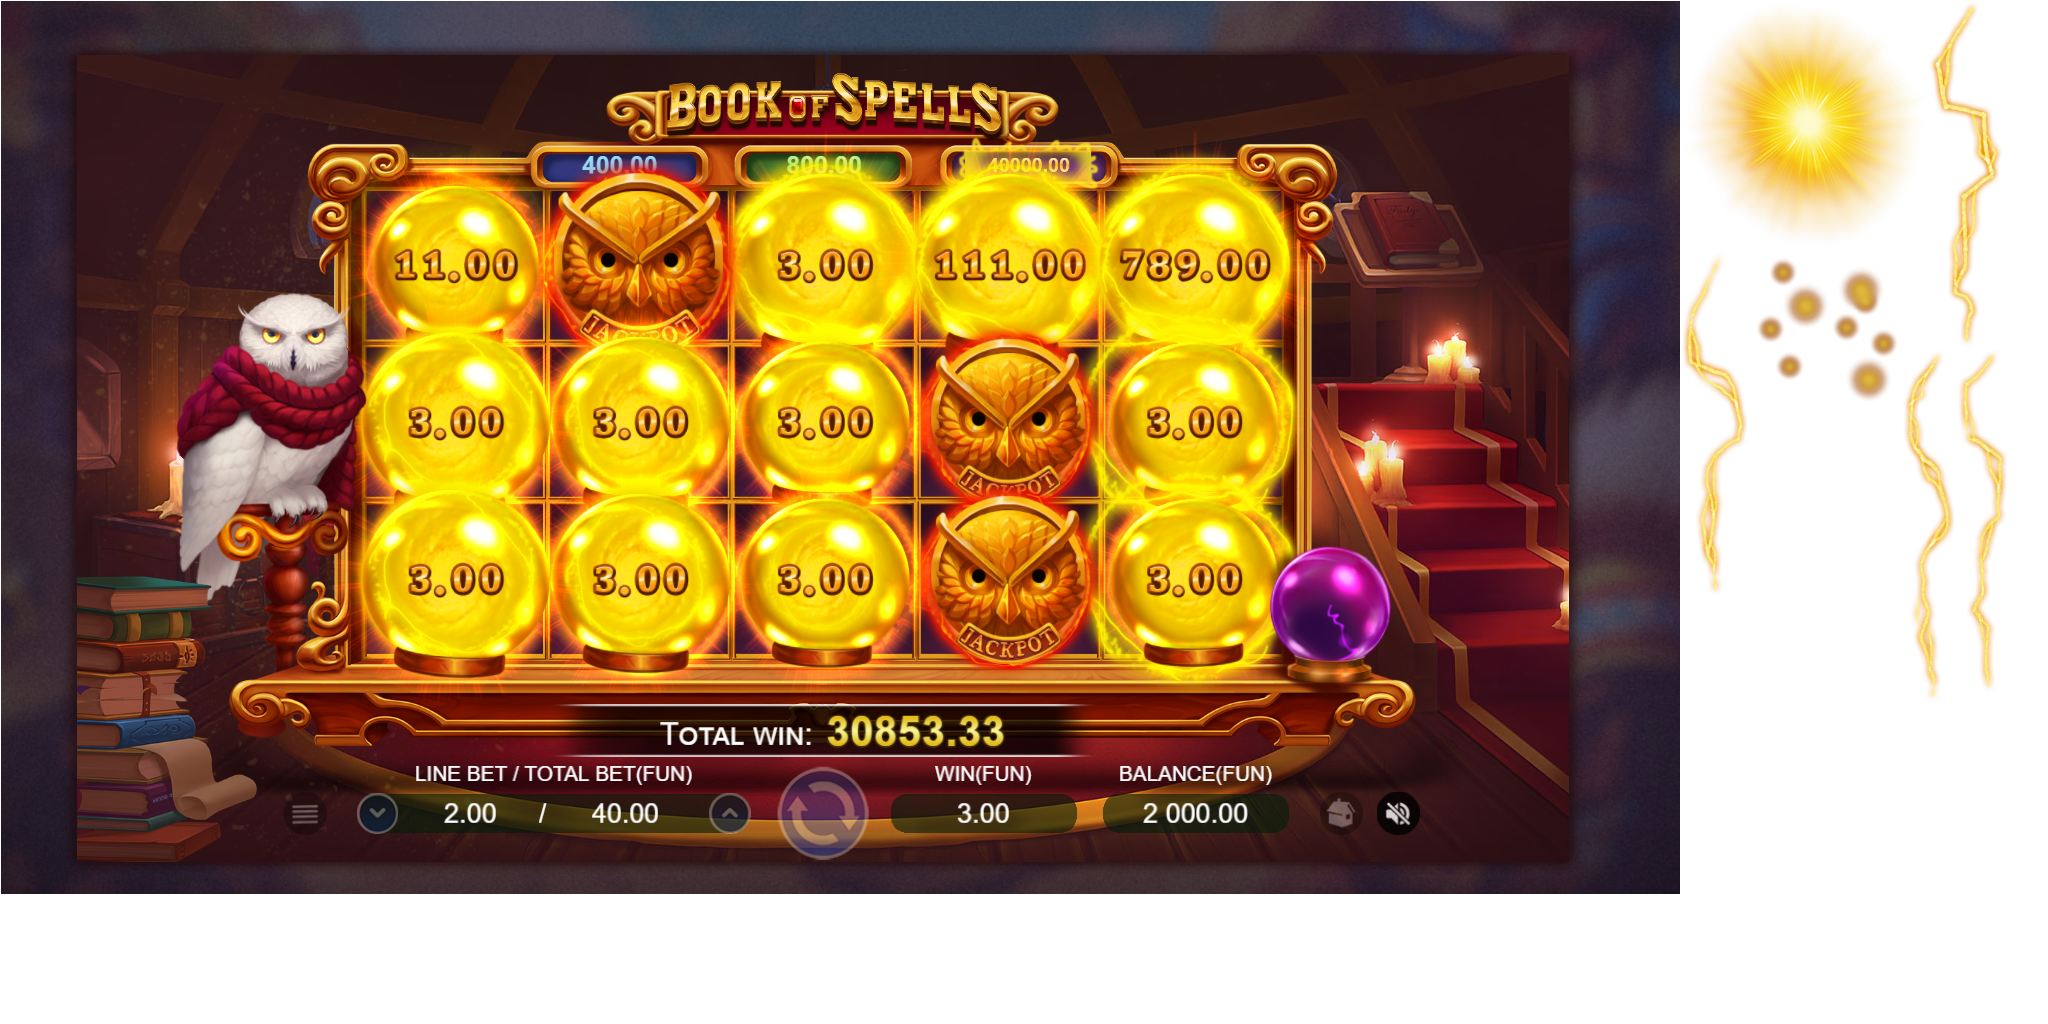 BOOK OF SPELLS
400.00 800.00 40000.00
11.00 JACKPOT 3.00 111.00 789.00
3.00 3.00 3.00 JACKPOT 3.00
3.00 3.00 3.00 JACKPOT 3.00
TOTAL WIN: 30853.33
LINE BET / TOTAL BET(FUN) WIN(FUN) BALANCE(FUN)
2.00 / 40.00 3.00 2 000.00